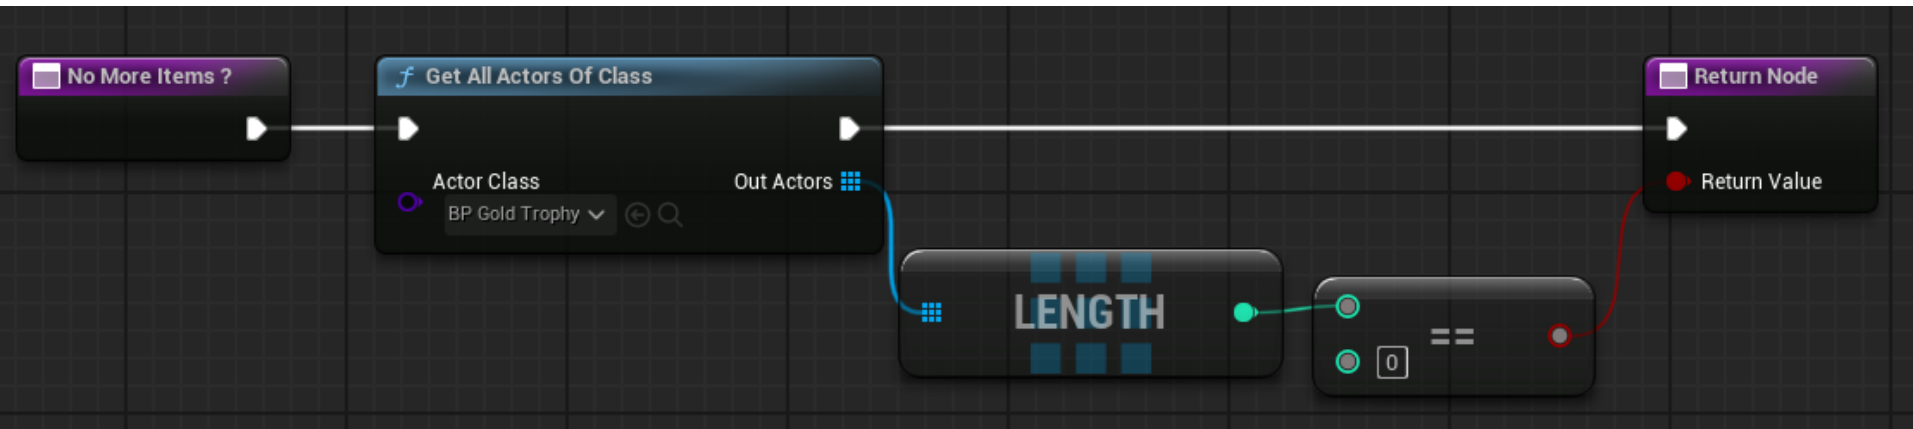 No More Items ?
Get All Actors Of Class
Return Node
Actor Class
Out Actors
Return Value
BP Gold Trophy
LENGTH
==
0